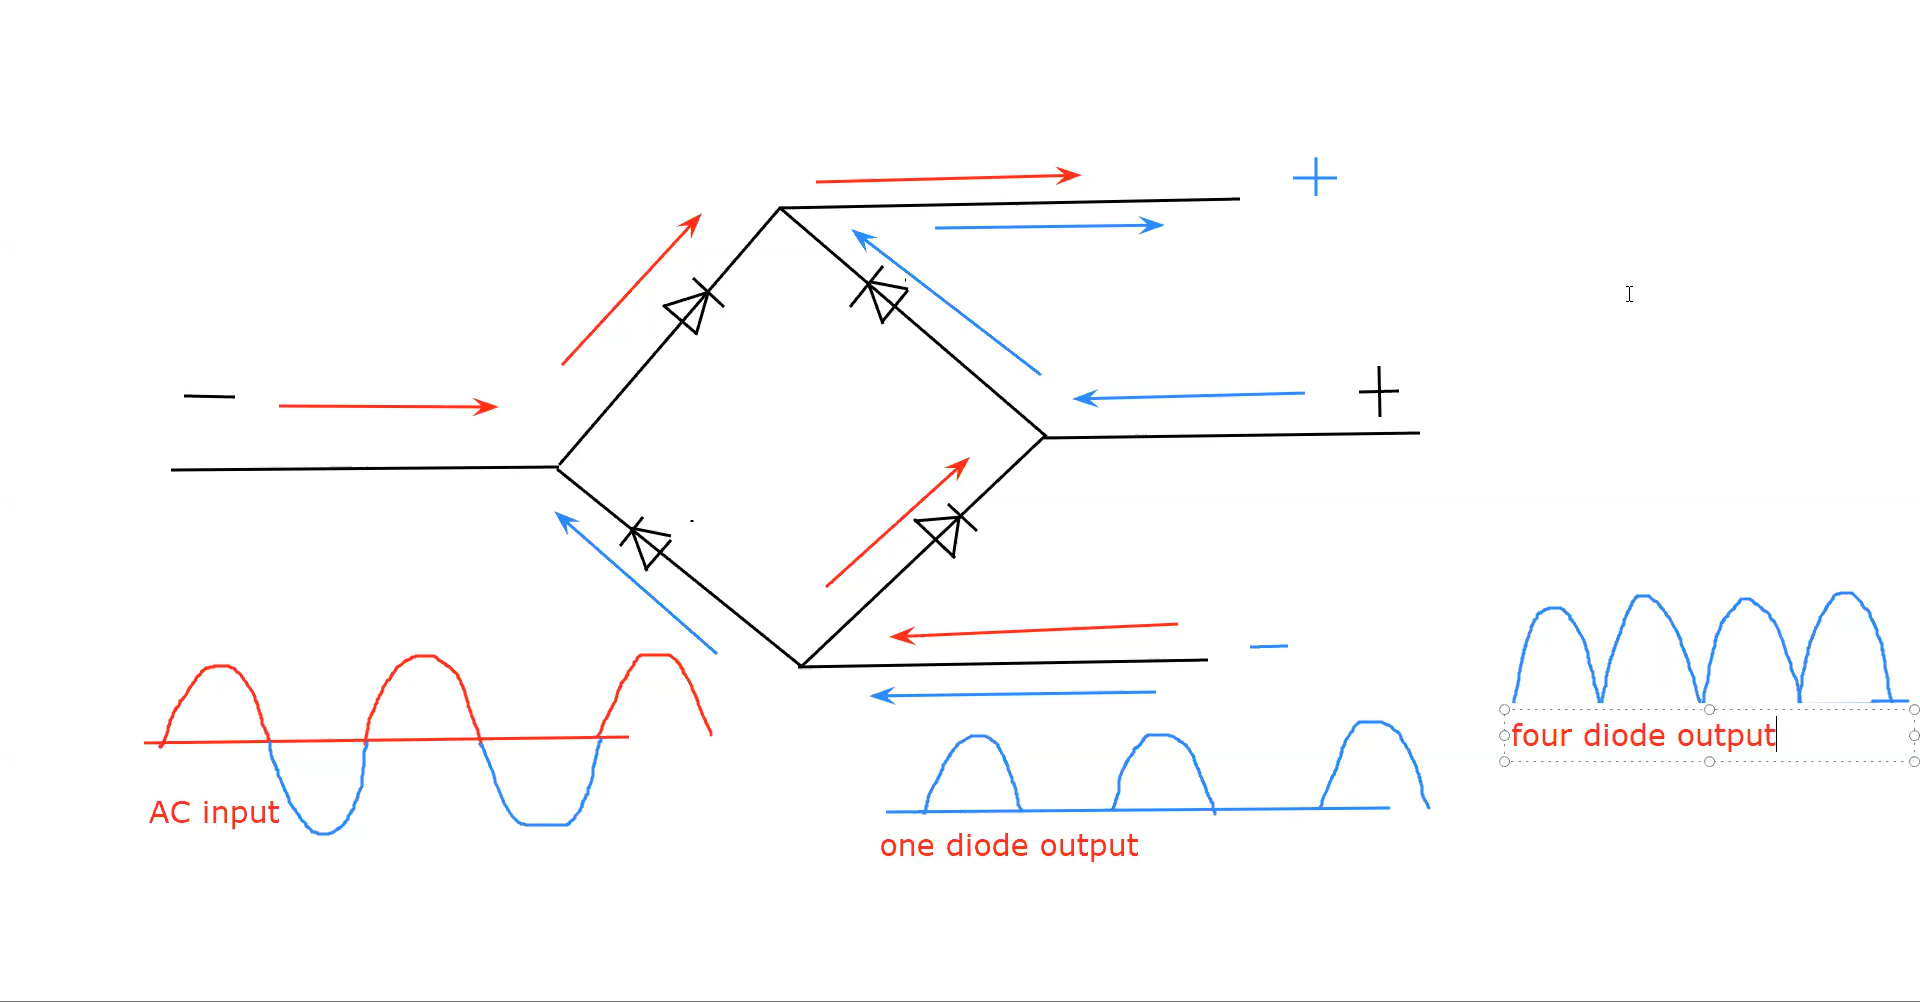 +
− +
−
four diode output
AC input
one diode output